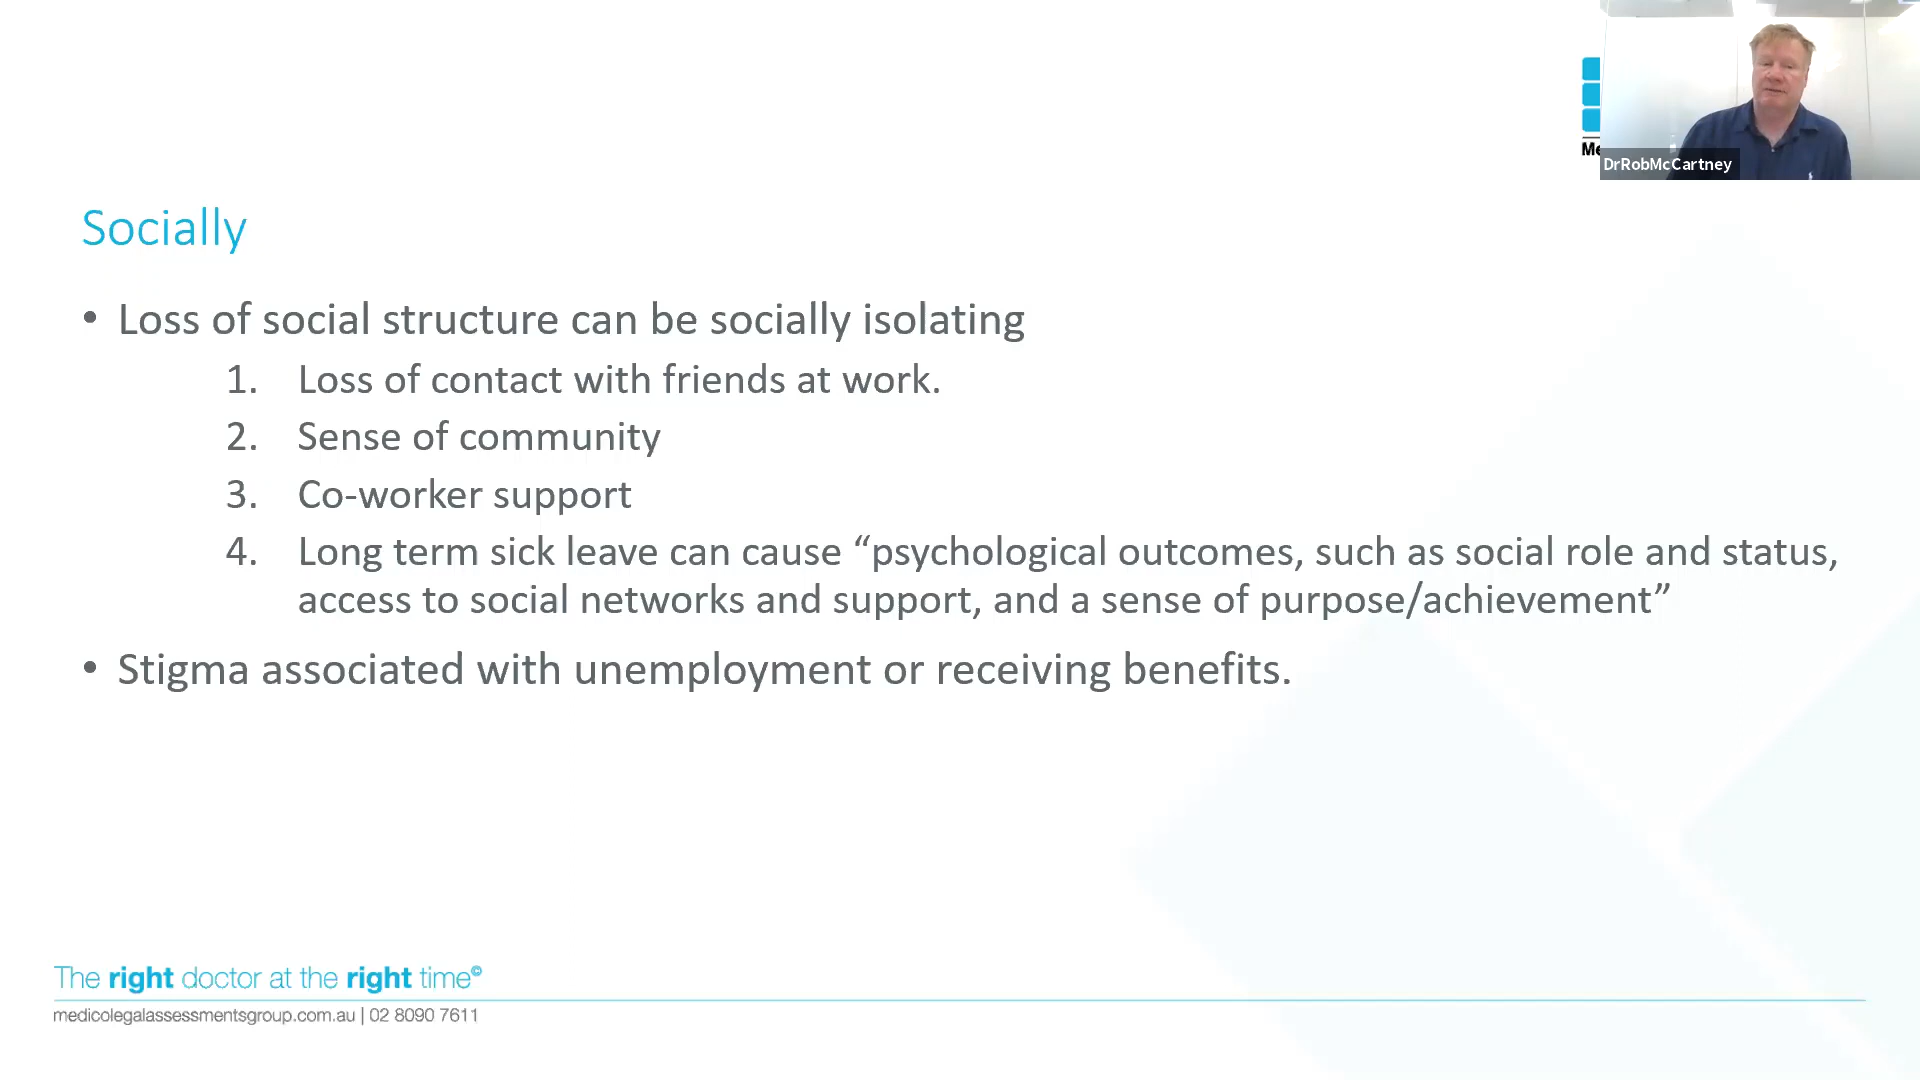 Me
DrRobMcCartney
Socially
• Loss of social structure can be socially isolating
1. Loss of contact with friends at work.
2. Sense of community
3. Co-worker support
4. Long term sick leave can cause “psychological outcomes, such as social role and status,
access to social networks and support, and a sense of purpose/achievement”
• Stigma associated with unemployment or receiving benefits.
The right doctor at the right time©
medicolegalassessmentsgroup.com.au | 02 8090 7611